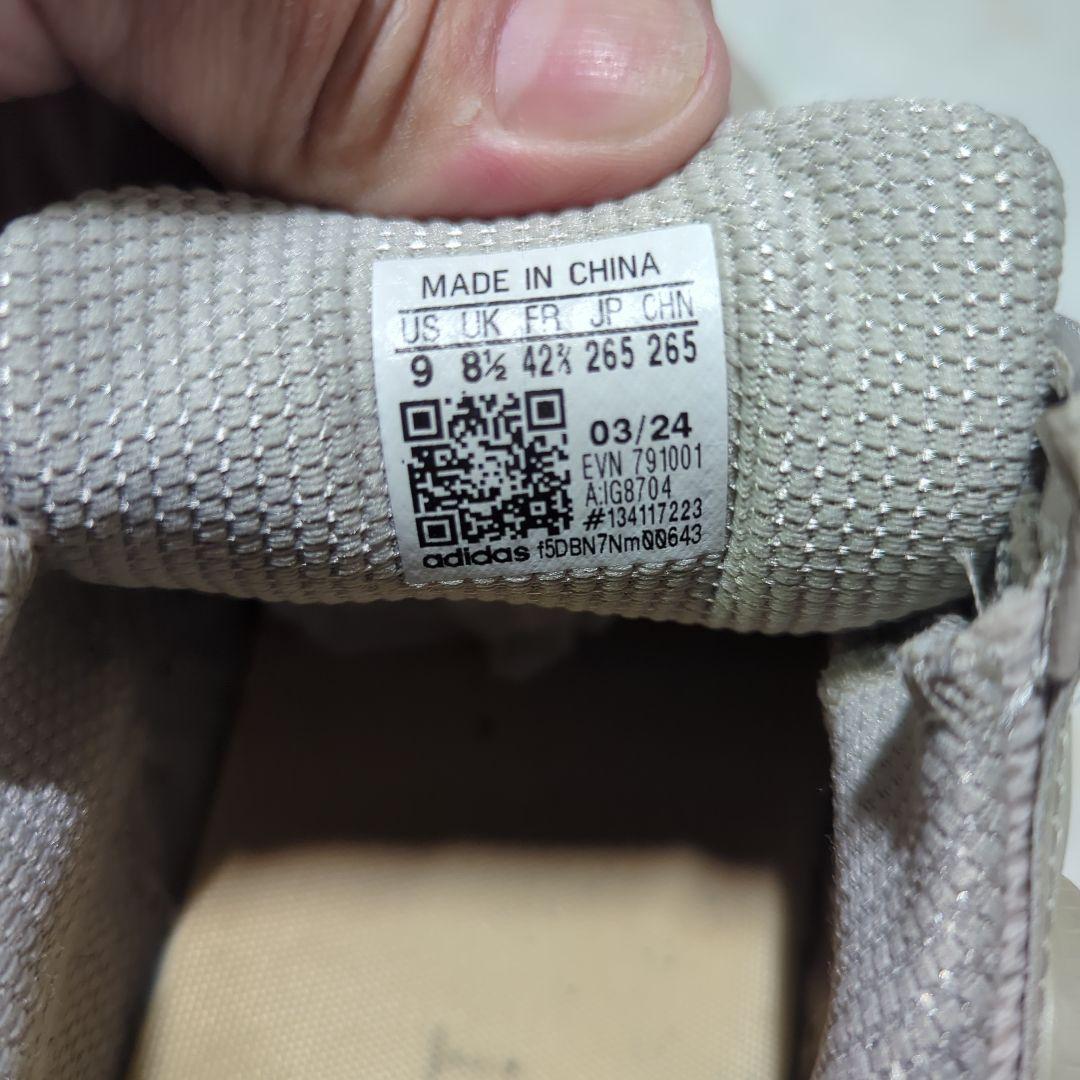 MADE IN CHINA
US UK FR JP CHN
9 8½ 42⅔ 265 265
03/24
EVN 791001
A:IG8704
#134117223
adidas f5DBN7Nm00643